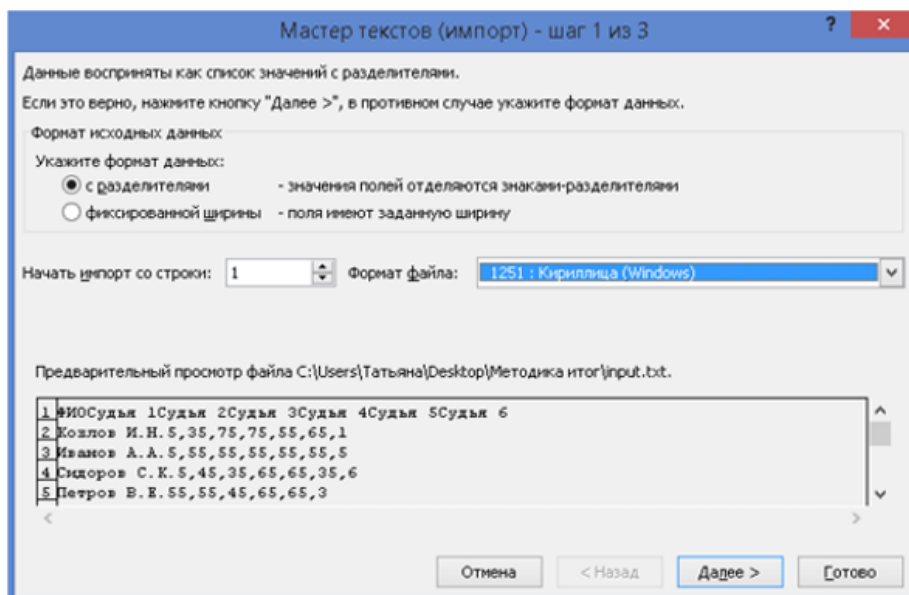 Мастер текстов (импорт) - шаг 1 из 3
? ×
Данные восприняты как список значений с разделителями.
Если это верно, нажмите кнопку "Далее >", в противном случае укажите формат данных.
Формат исходных данных
Укажите формат данных:
с разделителями - значения полей отделяются знаками-разделителями
фиксированной ширины - поля имеют заданную ширину
Начать импорт со строки: 1 Формат файла: 1251 : Кириллица (Windows)
Предварительный просмотр файла C:\Users\Татьяна\Desktop\Методика итог\input.txt.
1 ФИОСудья 1Судья 2Судья 3Судья 4Судья 5Судья 6
2 Козлов И.Н.5,35,75,75,55,65,1
3 Иванов А.А.5,55,55,55,55,55,5
4 Сидоров С.К.5,45,35,65,65,35,6
5 Петров В.Е.55,55,45,65,65,3
Отмена < Назад Далее > Готово